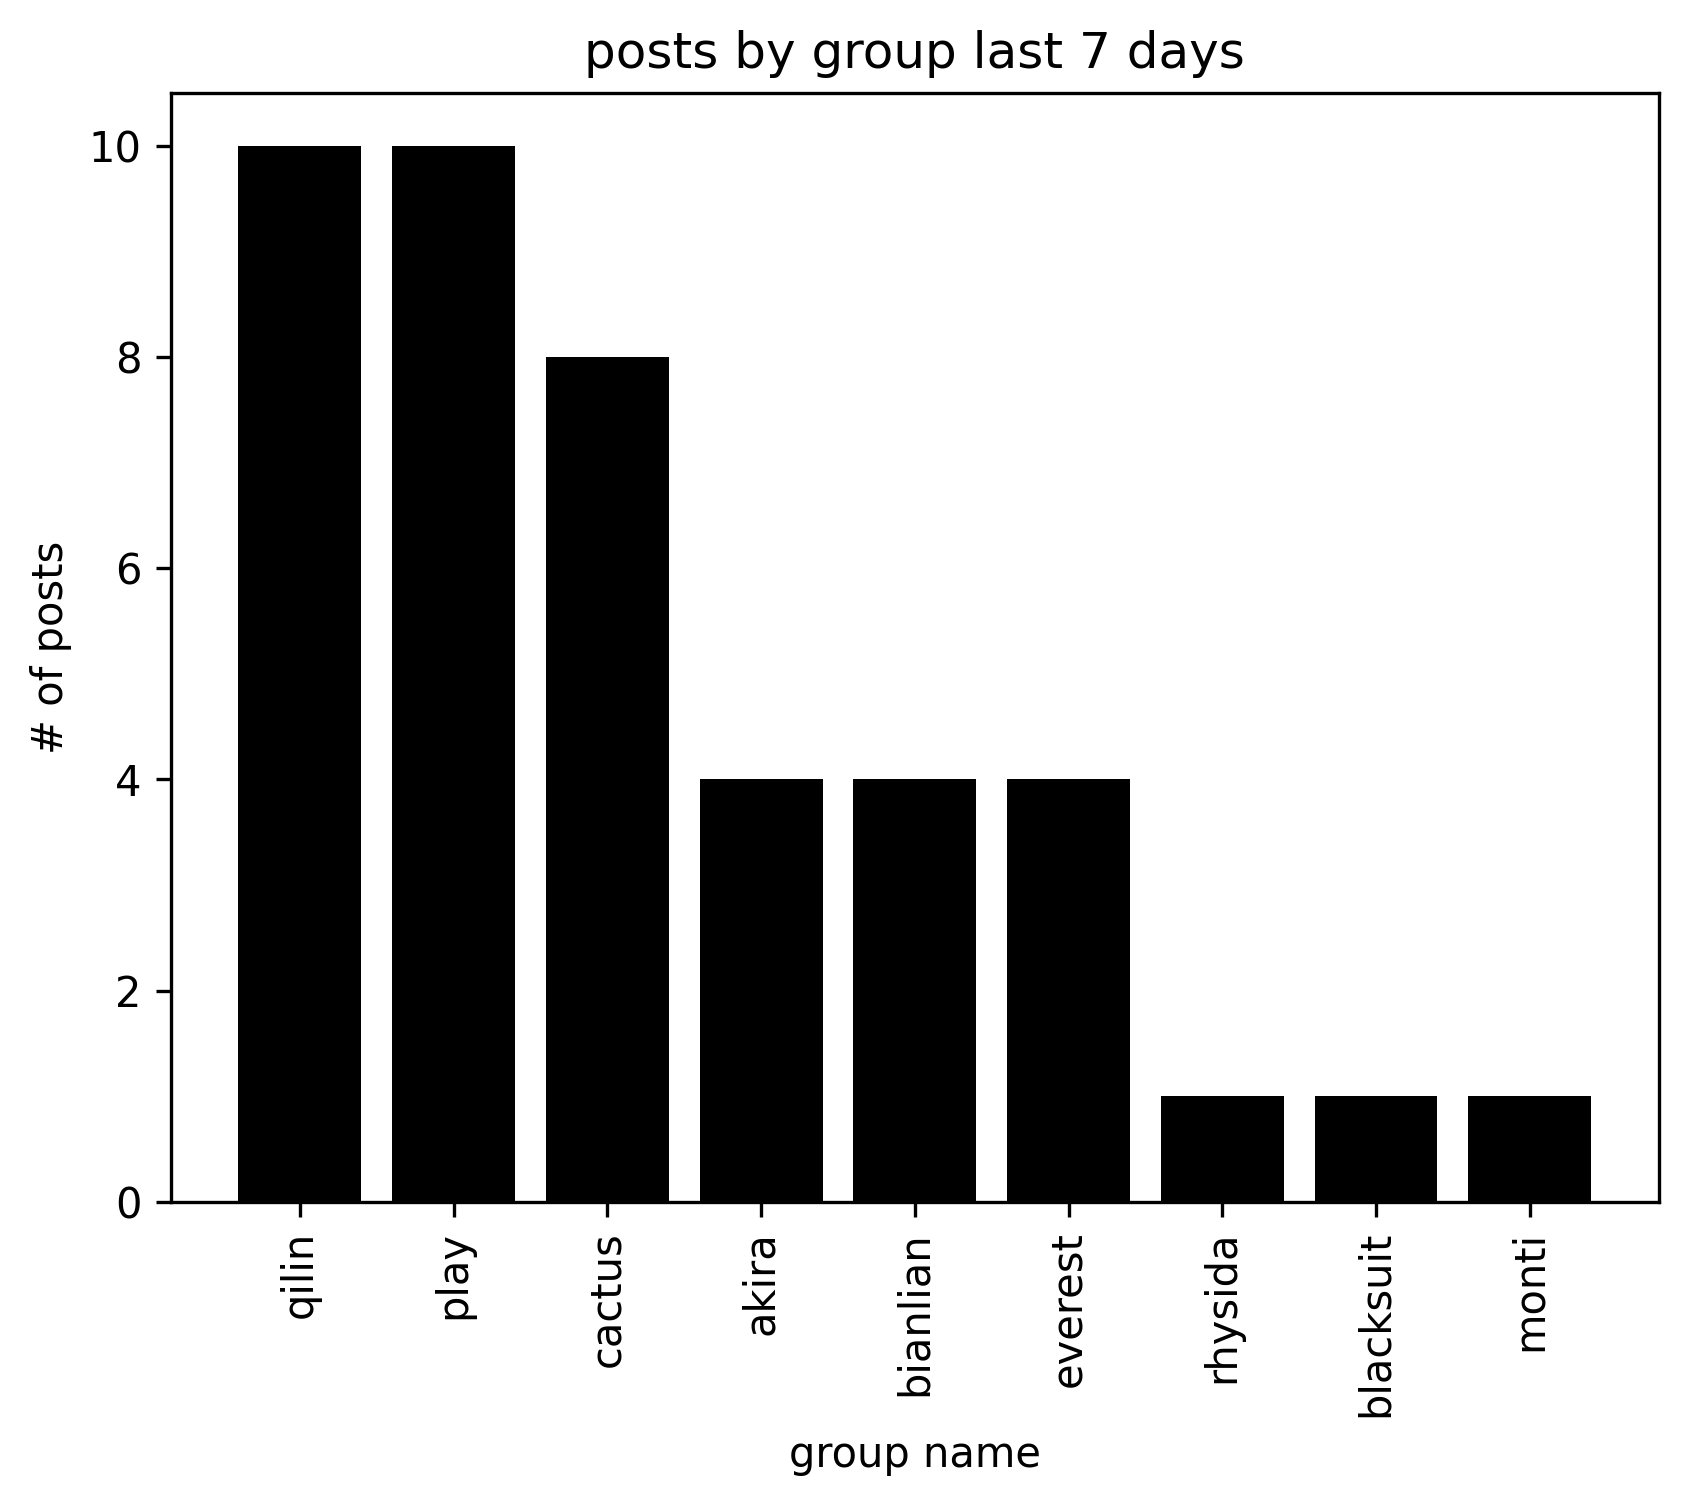 posts by group last 7 days
10
8
6
4
2
0
# of posts
qilin
play
cactus
akira
bianlian
everest
rhysida
blacksuit
monti
group name